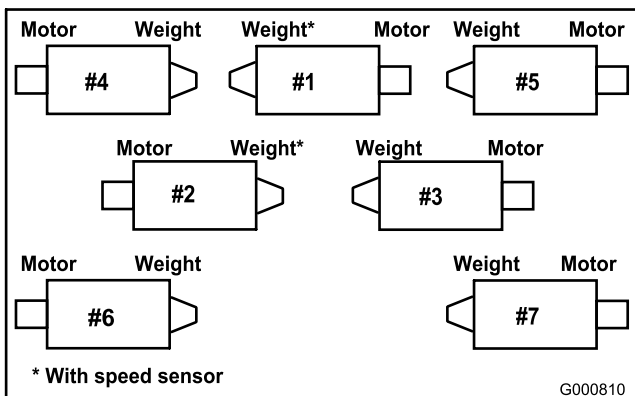 Motor Weight Weight* Motor Weight Motor
#4 #1 #5
Motor Weight* Weight Motor
#2 #3
Motor Weight Weight Motor
#6 #7
* With speed sensor
G000810